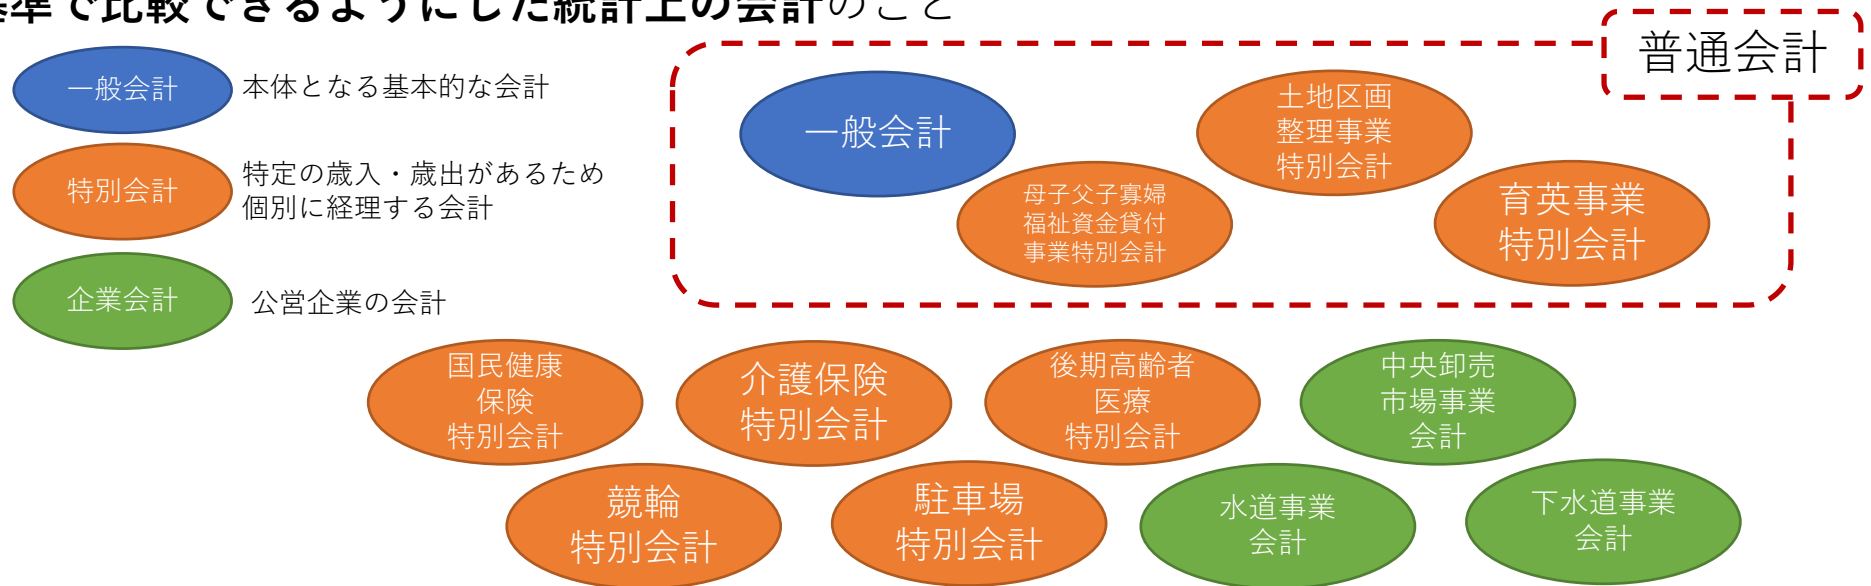 基準で比較できるようにした統計上の会計のこと
普通会計
一般会計
本体となる基本的な会計
特別会計
特定の歳入・歳出があるため
個別に経理する会計
企業会計
公営企業の会計
一般会計
母子父子寡婦
福祉資金貸付
事業特別会計
土地区画
整理事業
特別会計
育英事業
特別会計
国民健康
保険
特別会計
介護保険
特別会計
後期高齢者
医療
特別会計
中央卸売
市場事業
会計
競輪
特別会計
駐車場
特別会計
水道事業
会計
下水道事業
会計